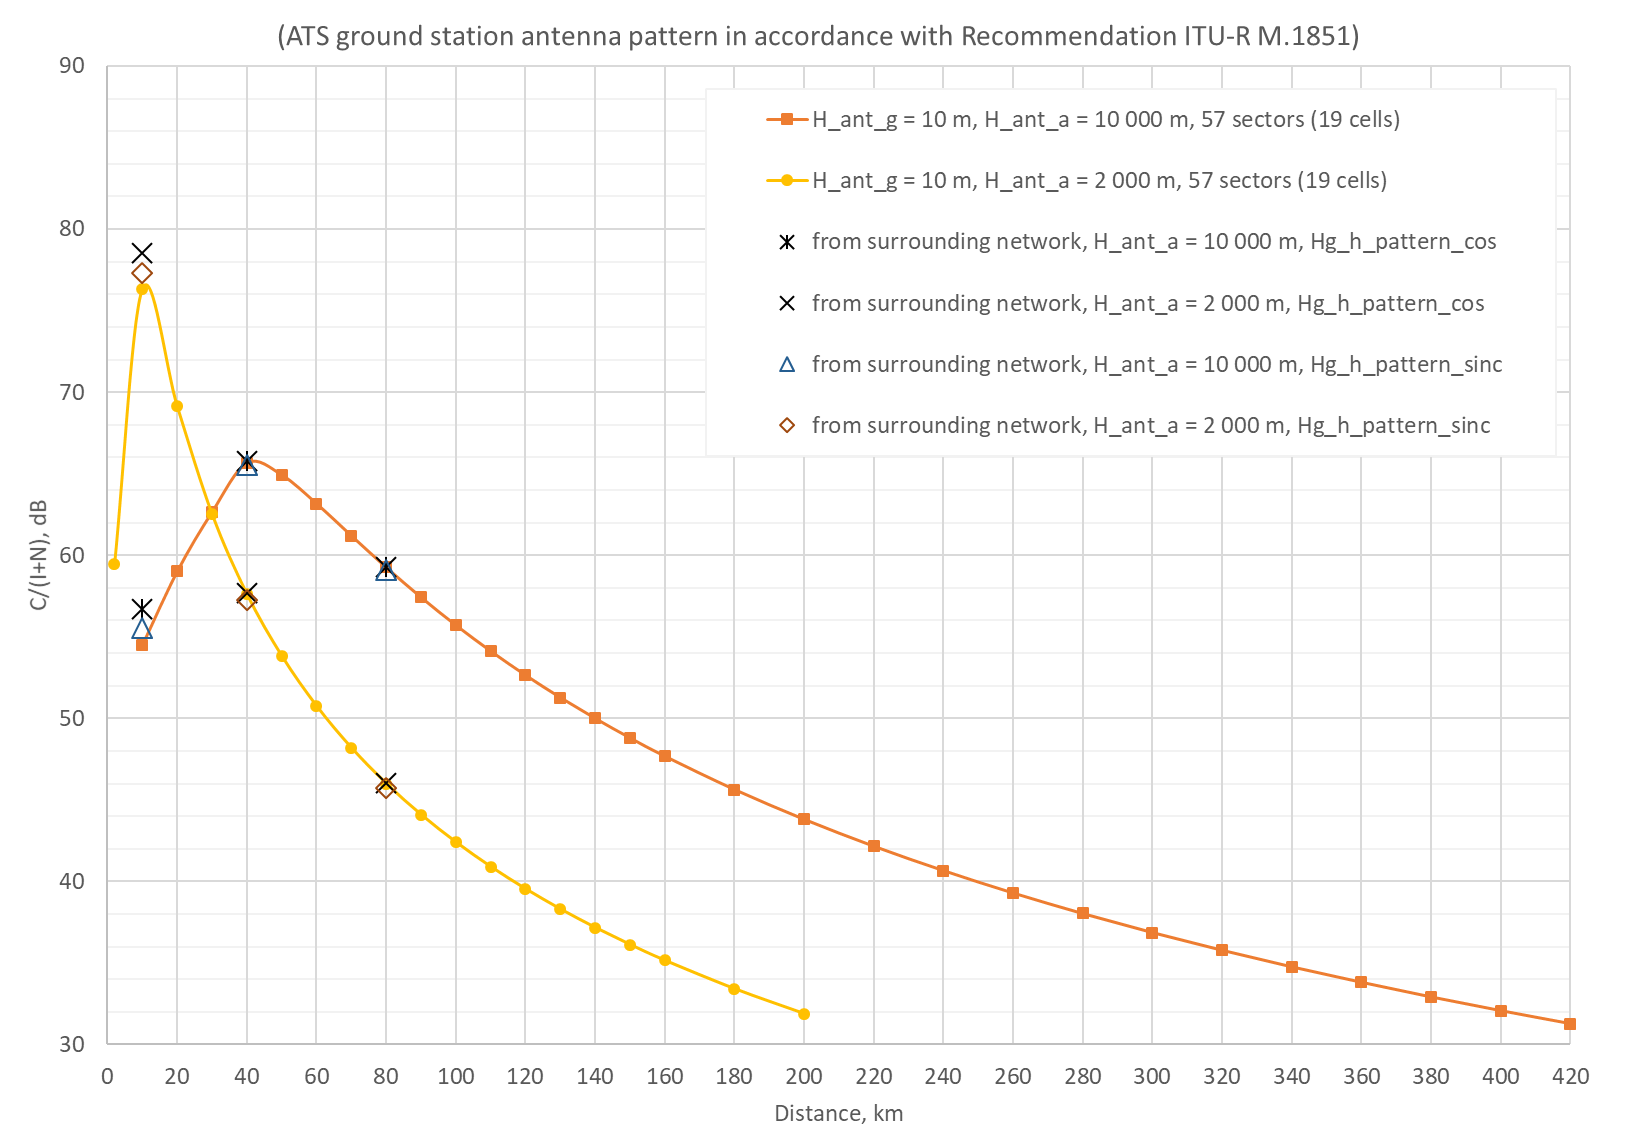 (ATS ground station antenna pattern in accordance with Recommendation ITU-R M.1851)
90
80
70
60
50
40
30
C/(I+N), dB
H_ant_g = 10 m, H_ant_a = 10 000 m, 57 sectors (19 cells)
H_ant_g = 10 m, H_ant_a = 2 000 m, 57 sectors (19 cells)
from surrounding network, H_ant_a = 10 000 m, Hg_h_pattern_cos
from surrounding network, H_ant_a = 2 000 m, Hg_h_pattern_cos
from surrounding network, H_ant_a = 10 000 m, Hg_h_pattern_sinc
from surrounding network, H_ant_a = 2 000 m, Hg_h_pattern_sinc
0 20 40 60 80 100 120 140 160 180 200 220 240 260 280 300 320 340 360 380 400 420
Distance, km